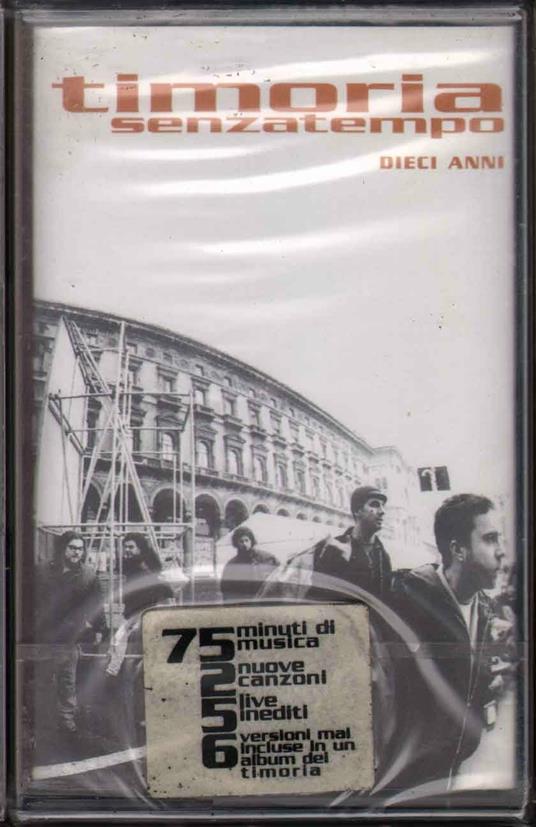 timoria
senzatempo
DIECI ANNI
75 minuti di
musica
2 nuove
canzoni
5 live
inediti
6 versioni mai
incluse in un
album dei
timoria